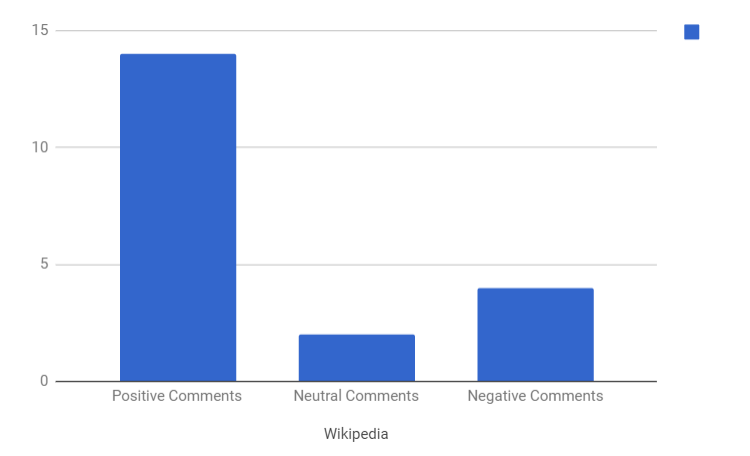 15
10
5
0
Positive Comments
Neutral Comments
Negative Comments
Wikipedia